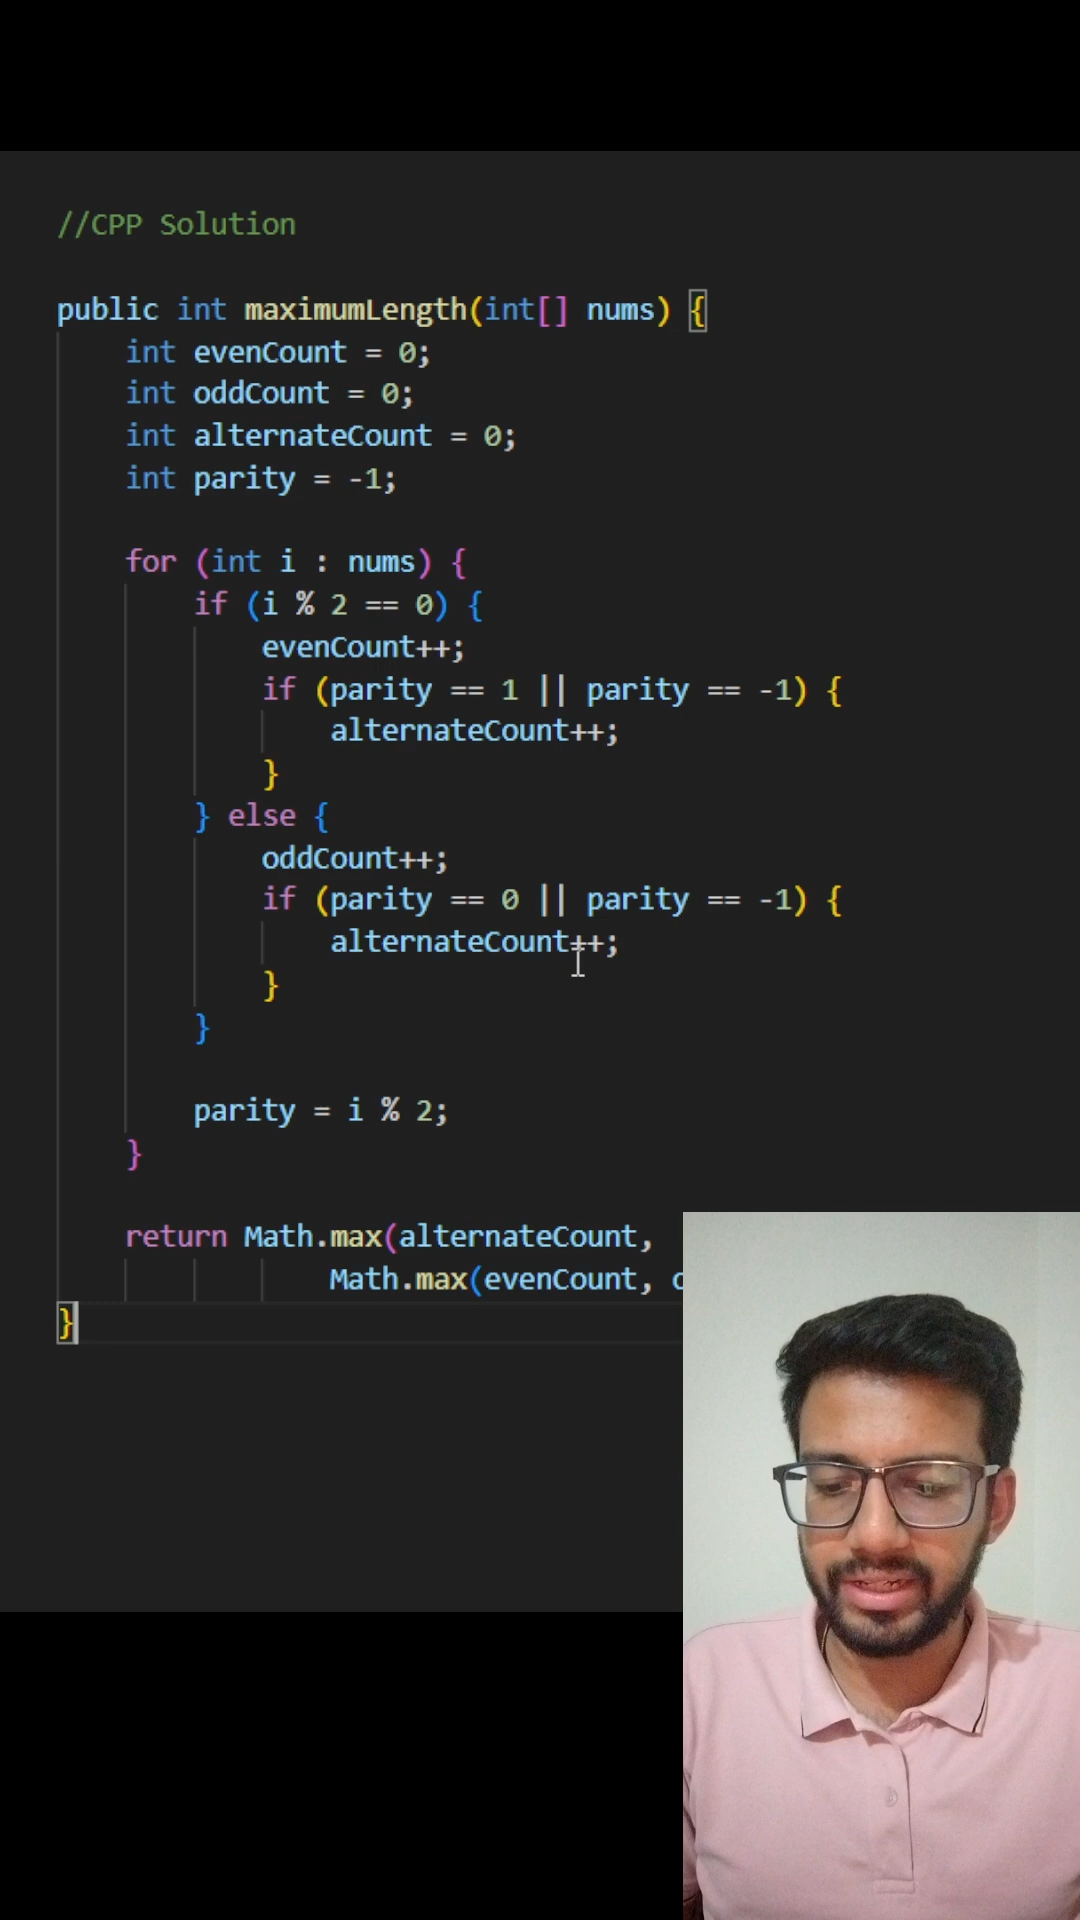 //CPP Solution
public int maximumLength(int[] nums) {
int evenCount = 0;
int oddCount = 0;
int alternateCount = 0;
int parity = -1;
for (int i : nums) {
if (i % 2 == 0) {
evenCount++;
if (parity == 1 || parity == -1) {
alternateCount++;
}
} else {
oddCount++;
if (parity == 0 || parity == -1) {
alternateCount++;
}
}
parity = i % 2;
}
return Math.max(alternateCount,
Math.max(evenCount,
}